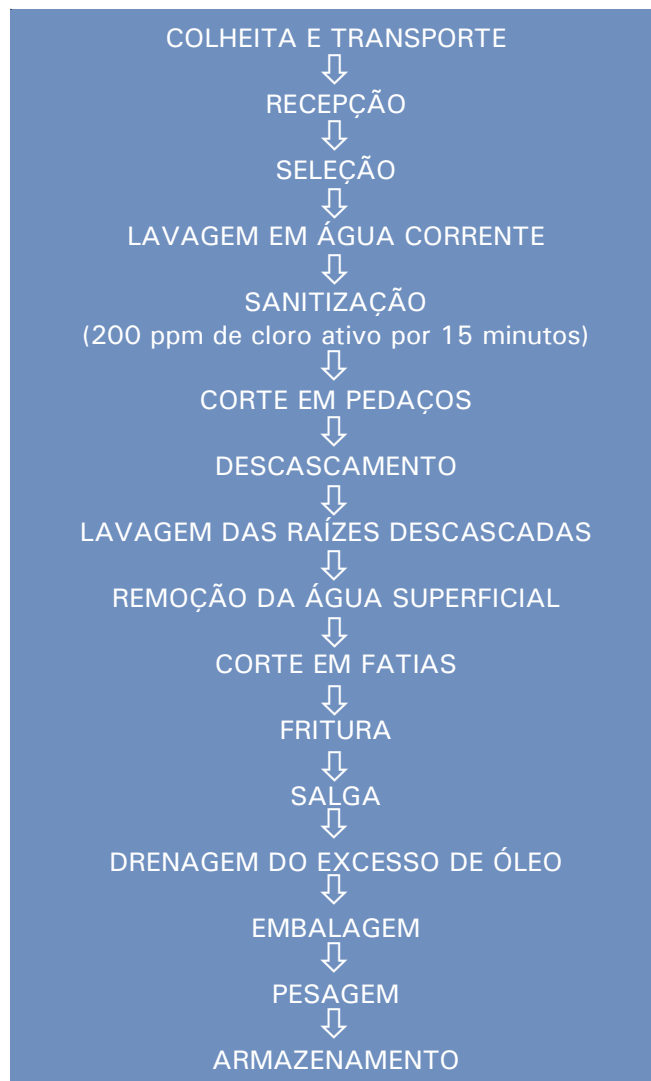 COLHEITA E TRANSPORTE
RECEPÇÃO
SELEÇÃO
LAVAGEM EM ÁGUA CORRENTE
SANITIZAÇÃO
(200 ppm de cloro ativo por 15 minutos)
CORTE EM PEDAÇOS
DESCASCAMENTO
LAVAGEM DAS RAÍZES DESCASCADAS
REMOÇÃO DA ÁGUA SUPERFICIAL
CORTE EM FATIAS
FRITURA
SALGA
DRENAGEM DO EXCESSO DE ÓLEO
EMBALAGEM
PESAGEM
ARMAZENAMENTO